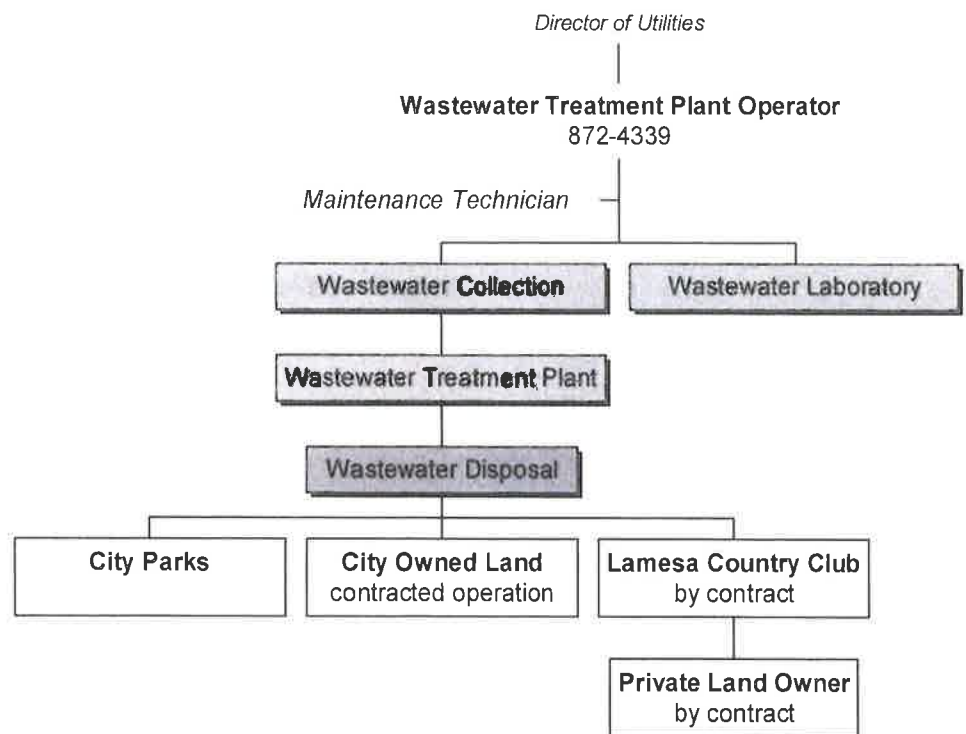 Director of Utilities
Wastewater Treatment Plant Operator
872-4339
Maintenance Technician
Wastewater Collection
Wastewater Laboratory
Wastewater Treatment Plant
Wastewater Disposal
City Parks
City Owned Land
contracted operation
Lamesa Country Club
by contract
Private Land Owner
by contract